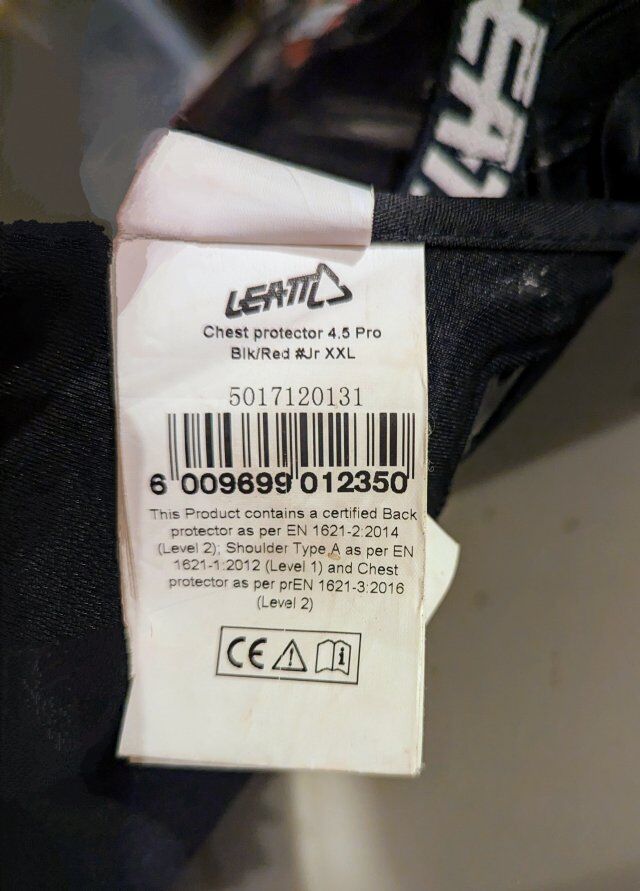 LEATT
Chest protector 4.5 Pro
Blk/Red #Jr XXL
5017120131
6 009699 012350
This Product contains a certified Back
protector as per EN 1621-2:2014
(Level 2); Shoulder Type A as per EN
1621-1:2012 (Level 1) and Chest
protector as per prEN 1621-3:2016
(Level 2)
CE